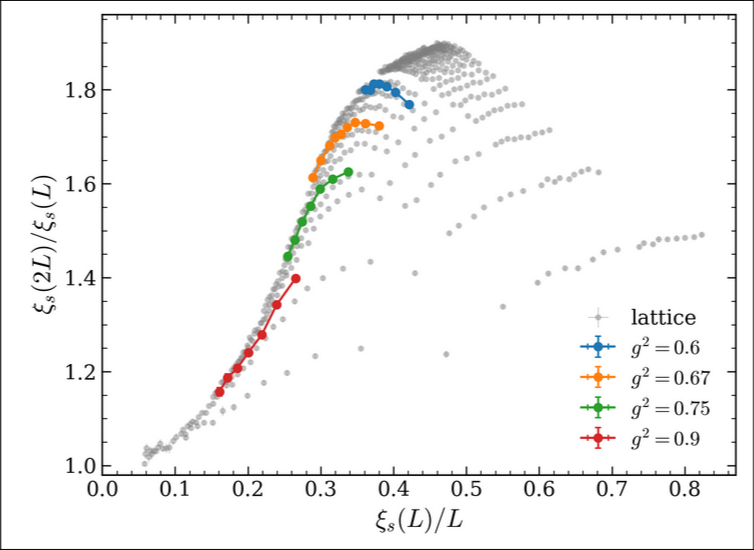 ξₛ(2L)/ξₛ(L)
1.8
1.6
1.4
1.2
1.0
lattice
g² = 0.6
g² = 0.67
g² = 0.75
g² = 0.9
0.0 0.1 0.2 0.3 0.4 0.5 0.6 0.7 0.8
ξₛ(L)/L